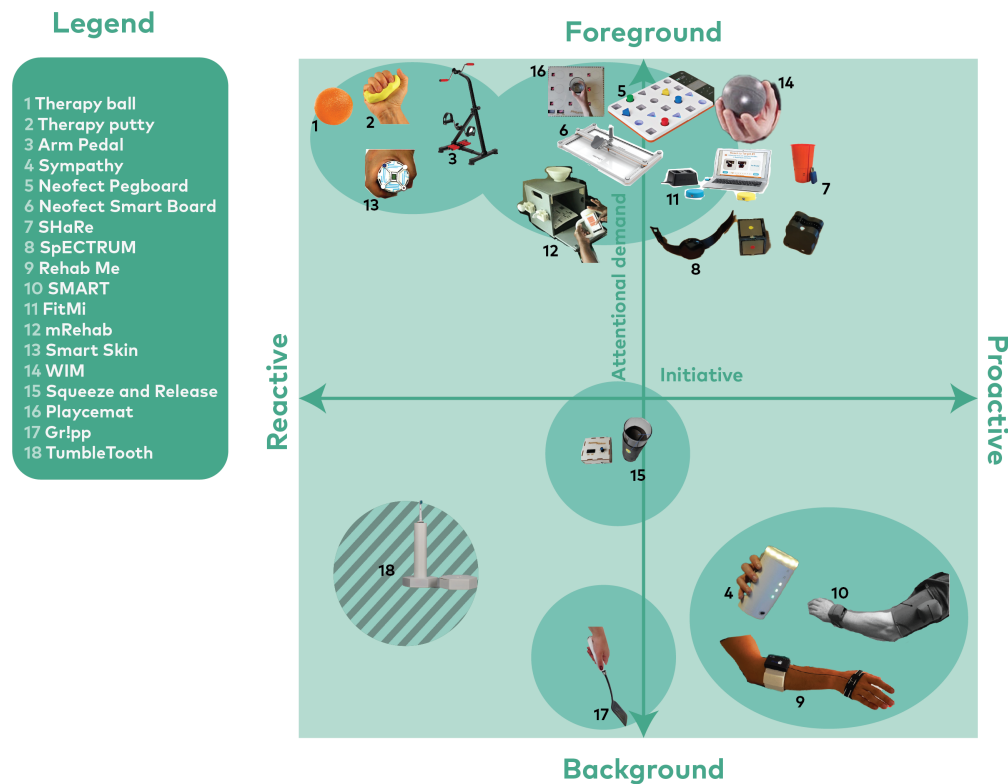 Legend
1 Therapy ball
2 Therapy putty
3 Arm Pedal
4 Sympathy
5 Neofect Pegboard
6 Neofect Smart Board
7 SHaRe
8 SpECTRUM
9 Rehab Me
10 SMART
11 FitMi
12 mRehab
13 Smart Skin
14 WIM
15 Squeeze and Release
16 Playcemat
17 Gr!pp
18 TumbleTooth
Foreground
16
5
14
1
2
3
6
13
11
7
12
8
Attentional demand
Initiative
Reactive
Proactive
15
18
4
10
9
17
Background